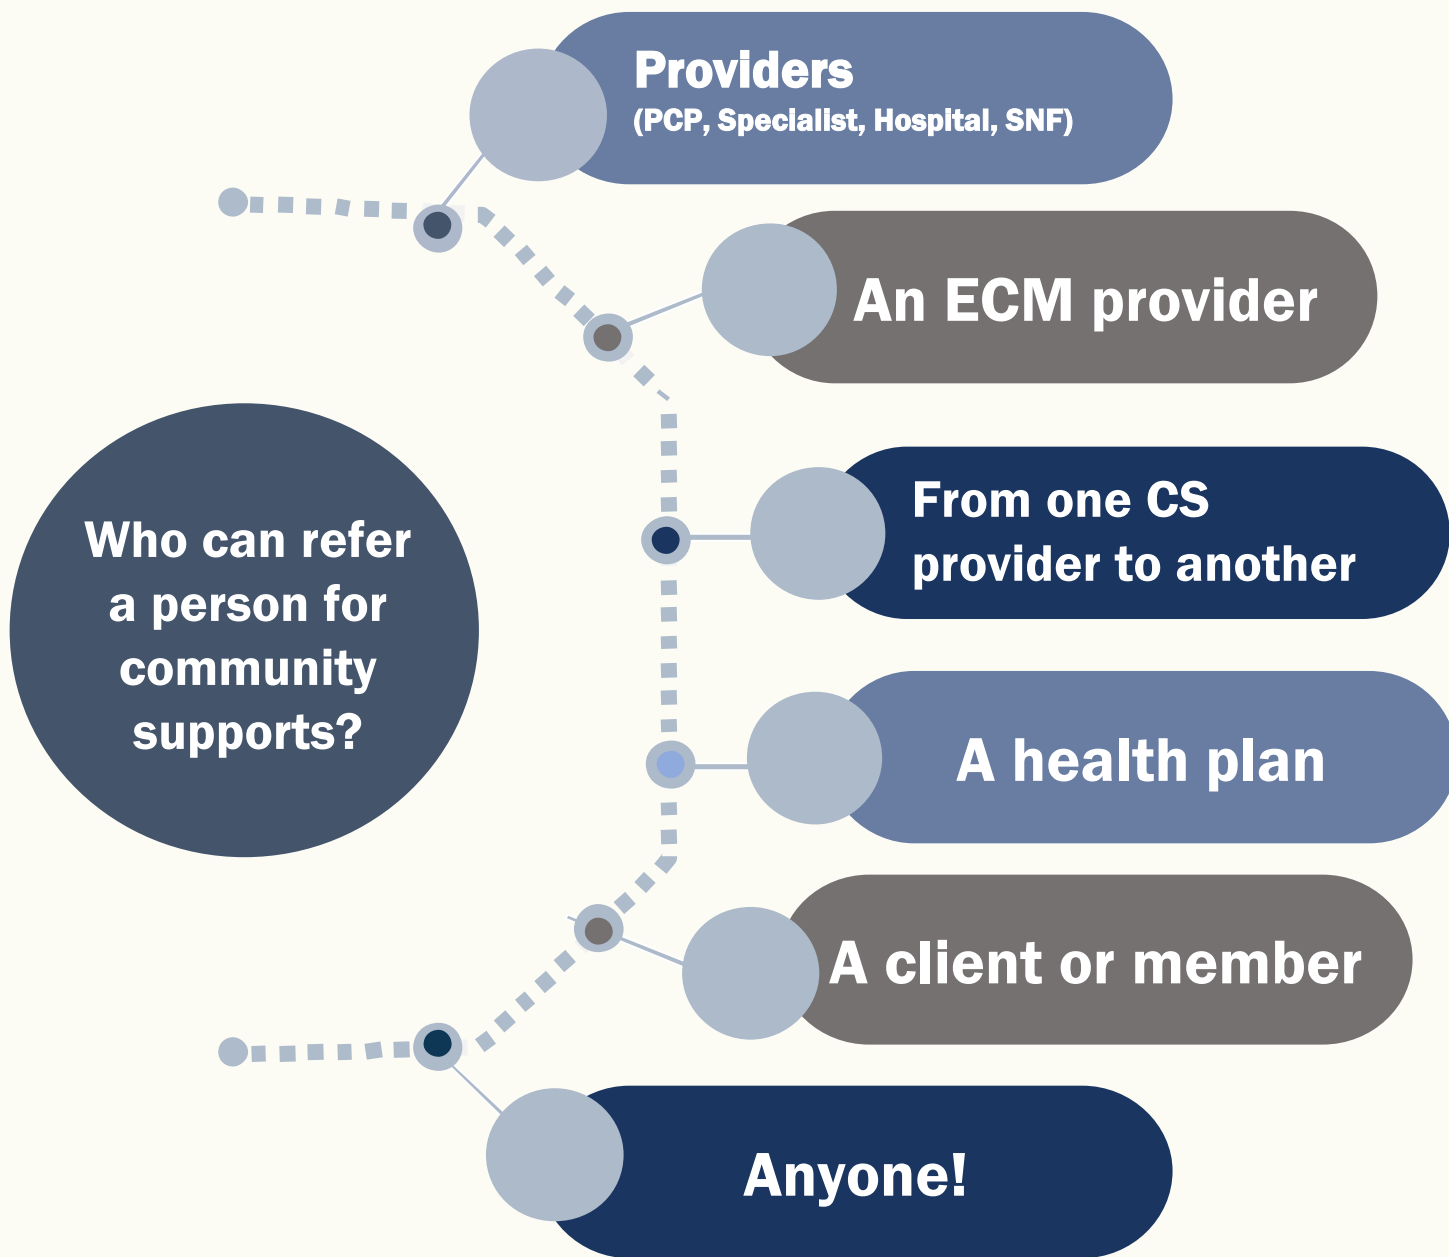 Providers
(PCP, Specialist, Hospital, SNF)
An ECM provider
From one CS
provider to another
Who can refer
a person for
community
supports?
A health plan
A client or member
Anyone!